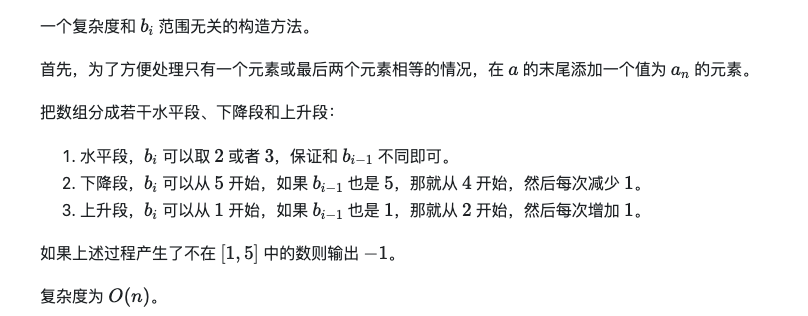 一个复杂度和 b_i 范围无关的构造方法。
首先，为了方便处理只有一个元素或最后两个元素相等的情况，在 a 的末尾添加一个值为 a_n 的元素。
把数组分成若干水平段、下降段和上升段：
1. 水平段，b_i 可以取 2 或者 3，保证和 b_{i-1} 不同即可。
2. 下降段，b_i 可以从 5 开始，如果 b_{i-1} 也是 5，那就从 4 开始，然后每次减少 1。
3. 上升段，b_i 可以从 1 开始，如果 b_{i-1} 也是 1，那就从 2 开始，然后每次增加 1。
如果上述过程产生了不在 [1, 5] 中的数则输出 −1。
复杂度为 O(n)。